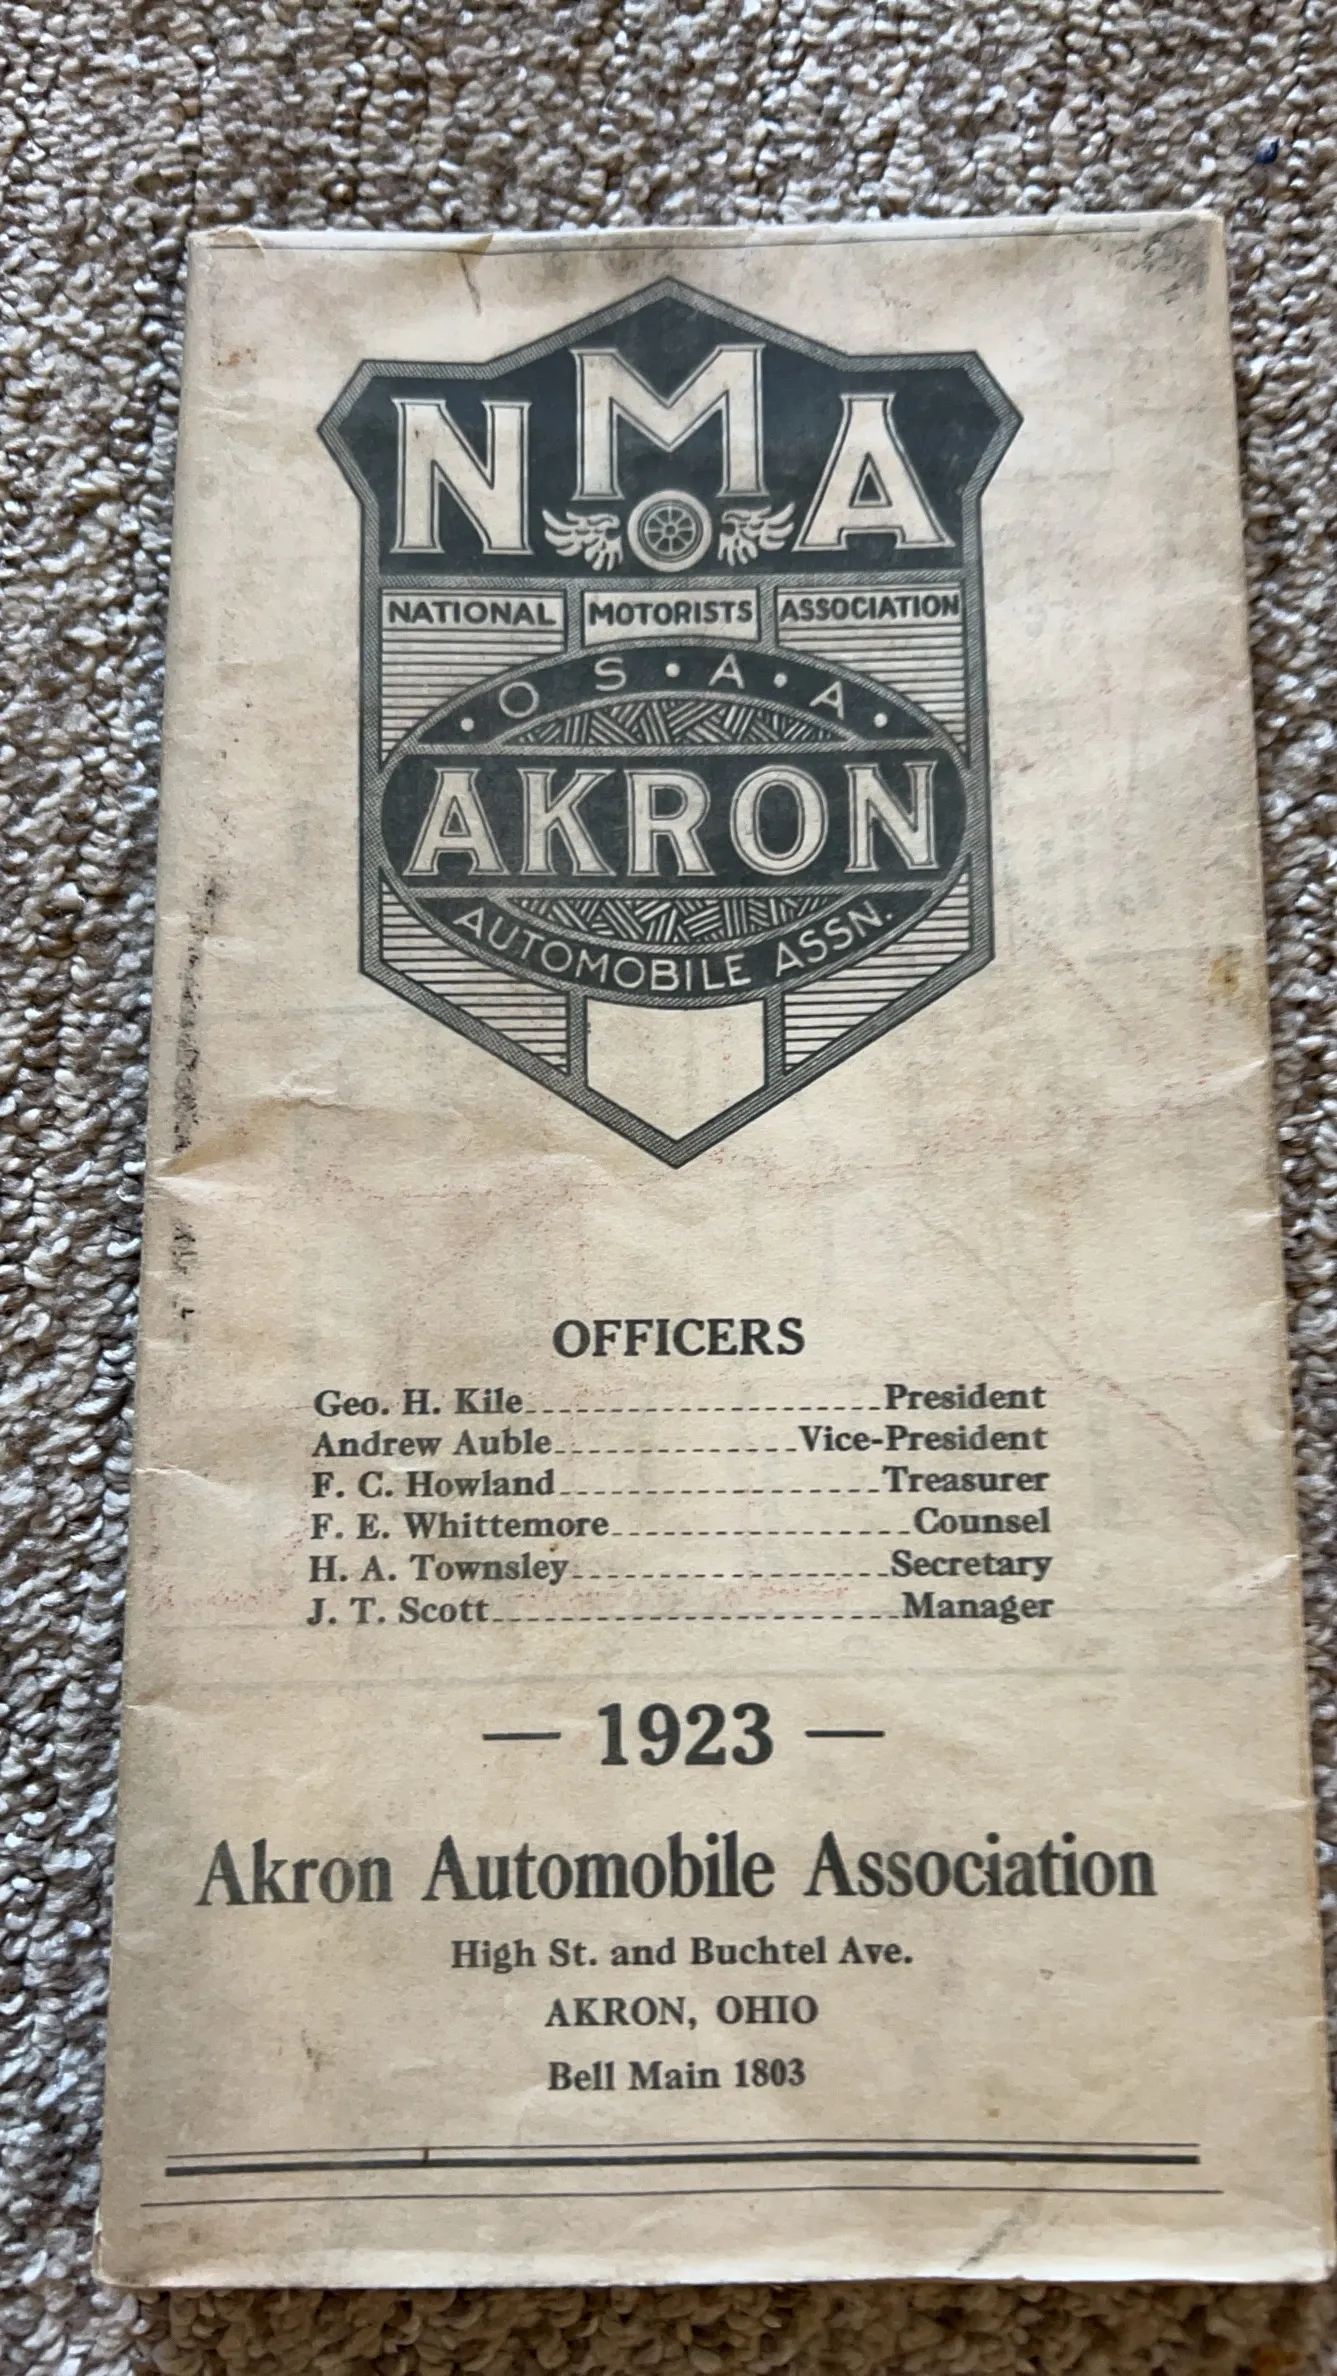 NMA
NATIONAL MOTORISTS ASSOCIATION
• O S • A • A •
AKRON
AUTOMOBILE ASSN.
OFFICERS
Geo. H. Kile President
Andrew Auble Vice-President
F. C. Howland Treasurer
F. E. Whittemore Counsel
H. A. Townsley Secretary
J. T. Scott Manager
— 1923 —
Akron Automobile Association
High St. and Buchtel Ave.
AKRON, OHIO
Bell Main 1803